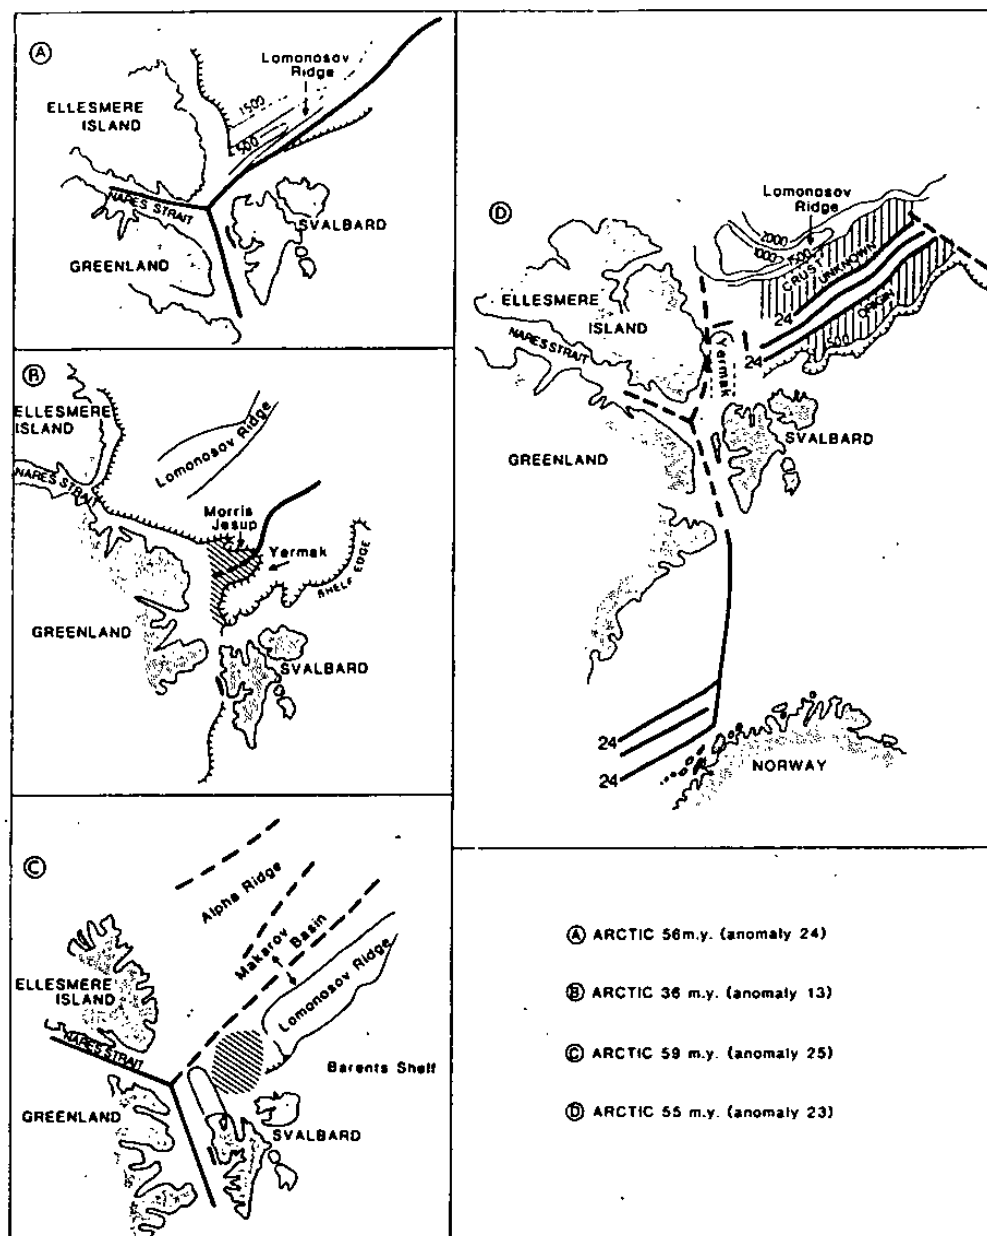 A
Lomonosov
Ridge
ELLESMERE
ISLAND
1500
500
NARES STRAIT
SVALBARD
GREENLAND
B
ELLESMERE
ISLAND
Lomonosov Ridge
NARES STRAIT
Morris
Jesup
Yermak
SHELF EDGE
GREENLAND
SVALBARD
C
Alpha Ridge
Makarov
Basin
Lomonosov Ridge
ELLESMERE
ISLAND
NARES STRAIT
Barents Shelf
GREENLAND
SVALBARD
D
Lomonosov
Ridge
2000
1000
1500
CRUST
UNKNOWN
ORIGIN
ELLESMERE
ISLAND
24
500
NARES STRAIT
Yermak
24
SVALBARD
GREENLAND
24
24
NORWAY
A ARCTIC 56m.y. (anomaly 24)
B ARCTIC 36 m.y. (anomaly 13)
C ARCTIC 59 m.y. (anomaly 25)
D ARCTIC 55 m.y. (anomaly 23)